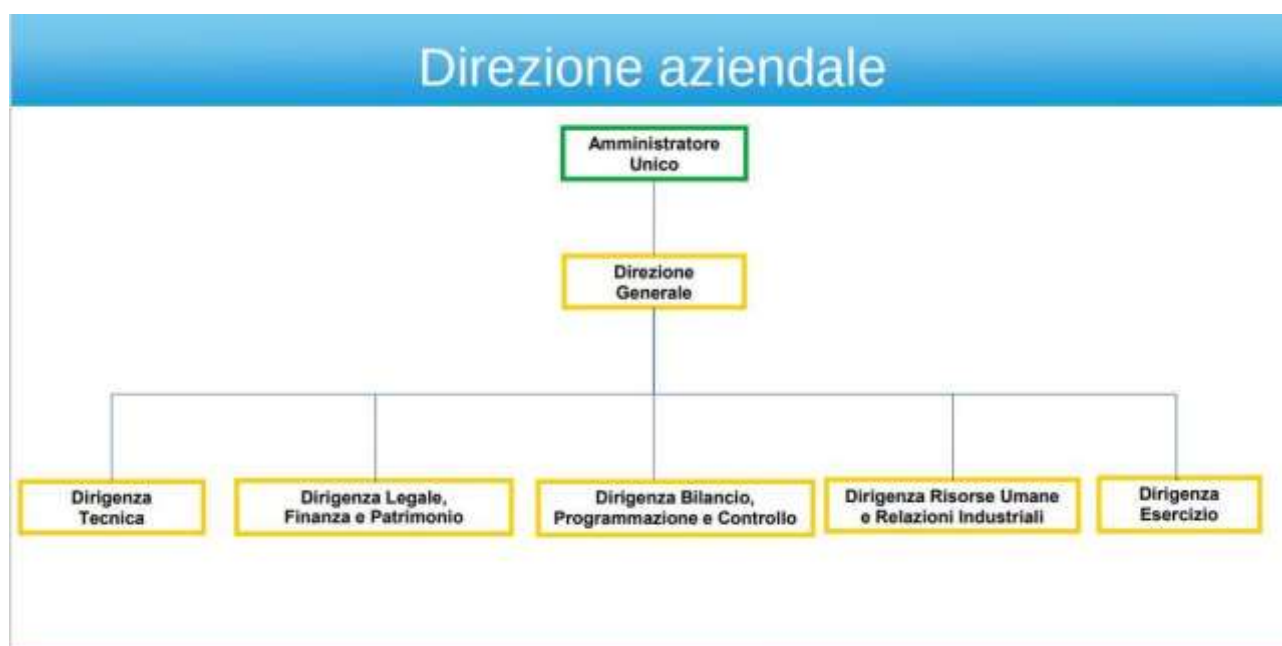 Direzione aziendale
Amministratore
Unico
Direzione
Generale
Dirigenza
Tecnica
Dirigenza Legale,
Finanza e Patrimonio
Dirigenza Bilancio,
Programmazione e Controllo
Dirigenza Risorse Umane
e Relazioni Industriali
Dirigenza
Esercizio